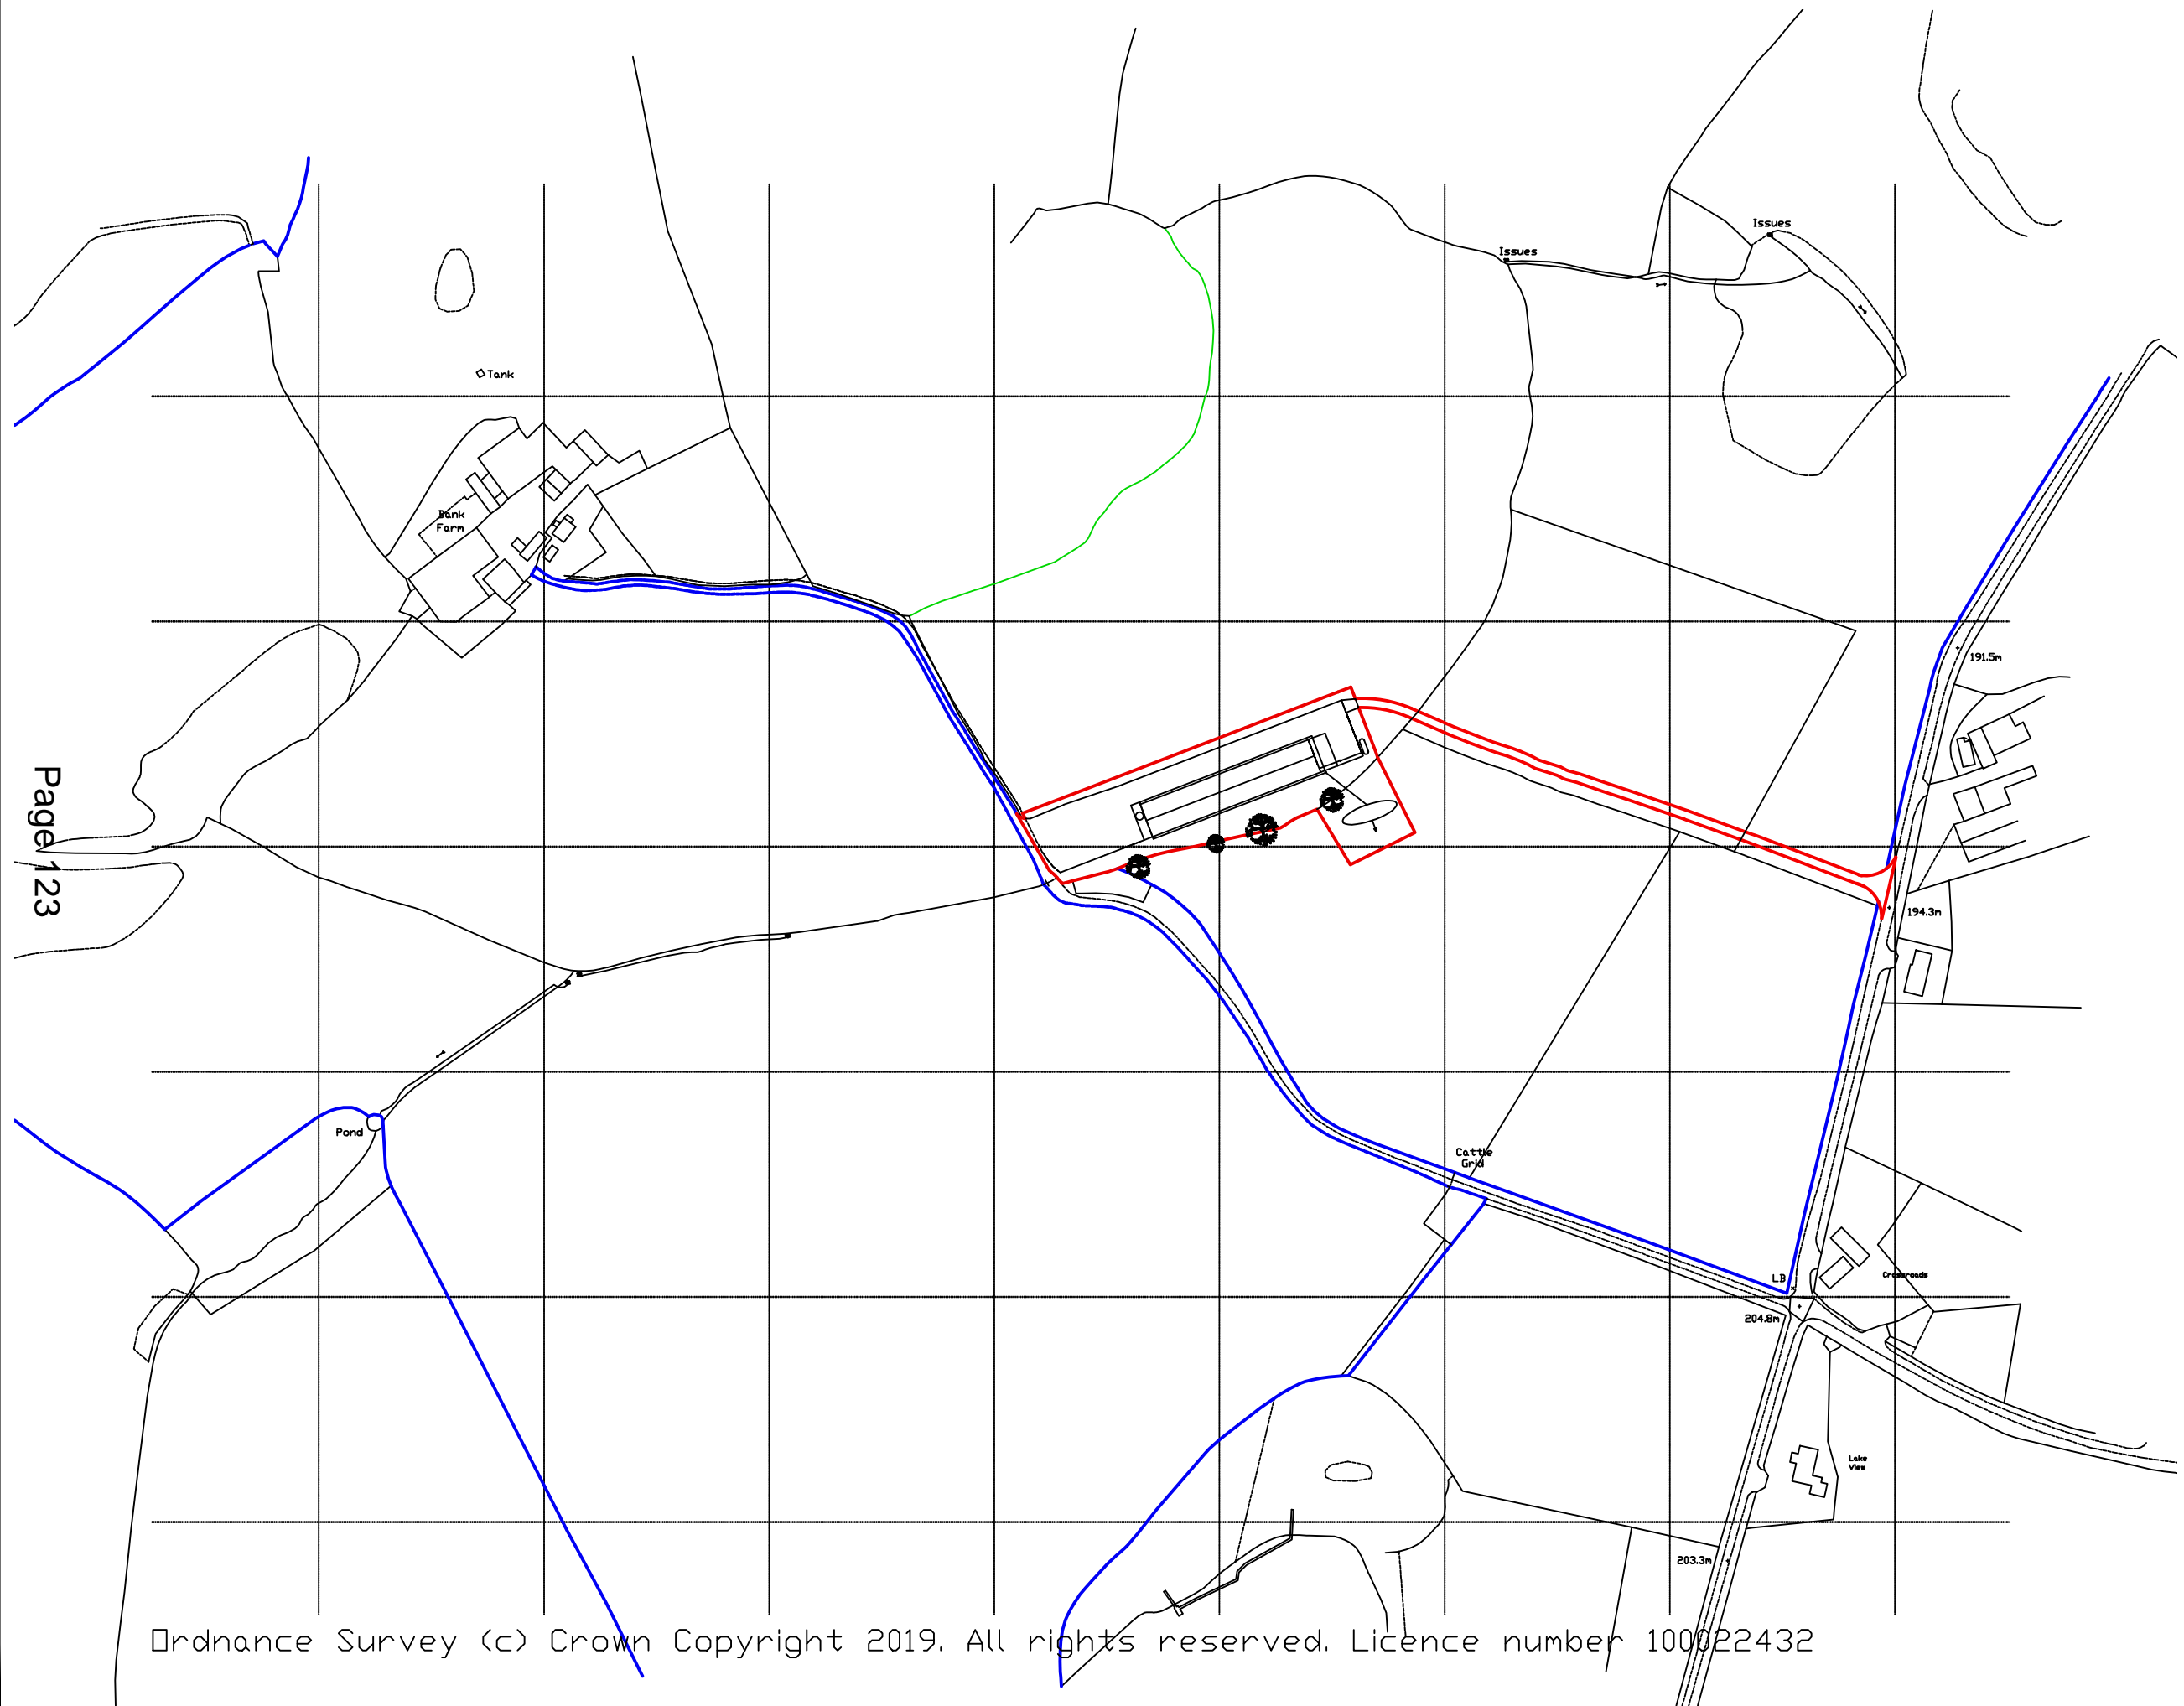 Issues
Issues
Tank
Bank
Farm
191.5m
Page 123
194.3m
Pond
Cattle
Grid
LB
Crossroads
204.8m
Lake
View
203.3m
Ordnance Survey (c) Crown Copyright 2019. All rights reserved. Licence number 100022432